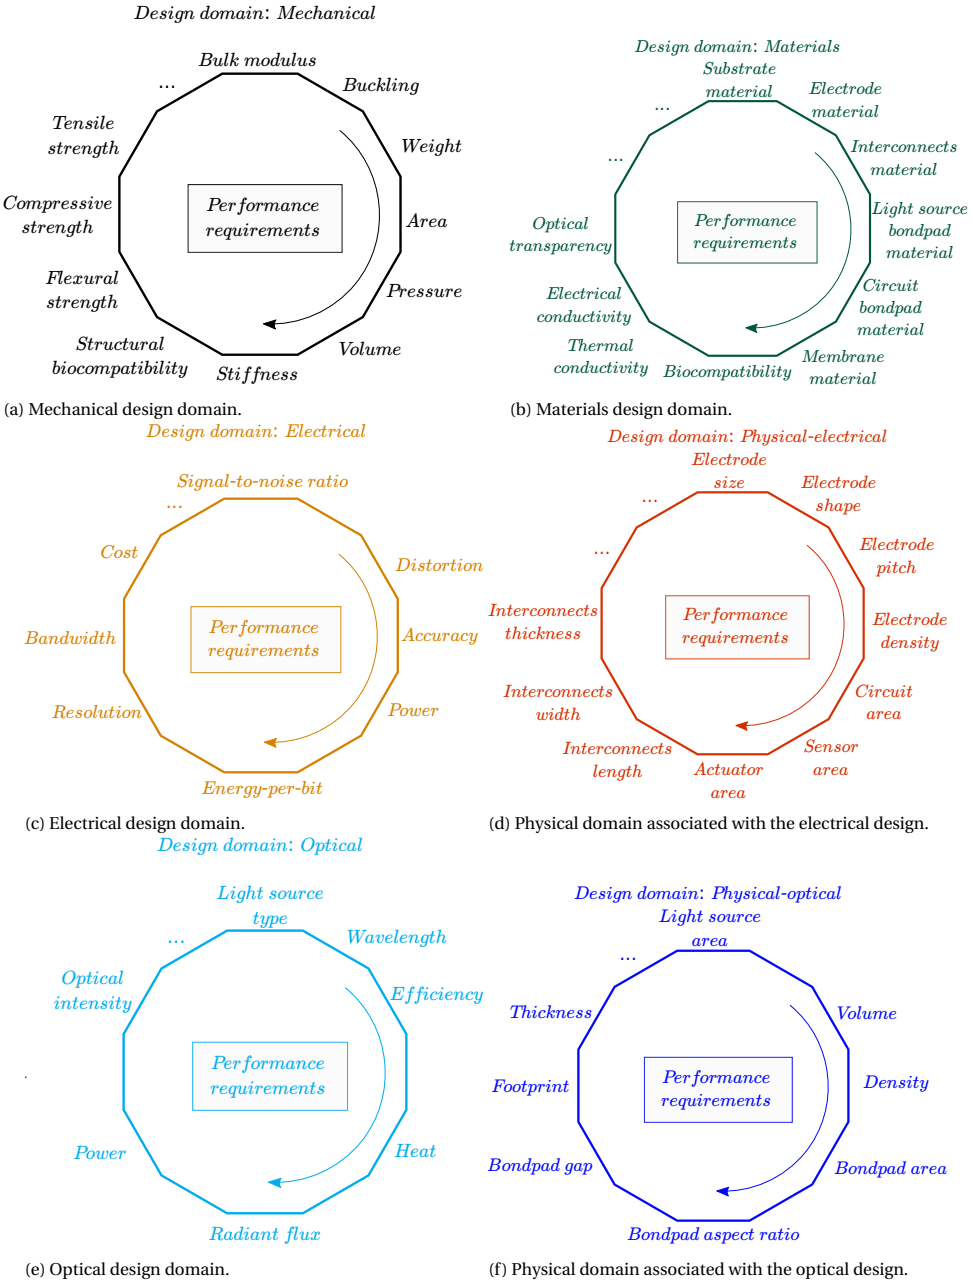 Design domain: Mechanical
Bulk modulus
Buckling
Weight
Area
Pressure
Volume
Stiffness
Structural
biocompatibility
Flexural
strength
Compressive
strength
Tensile
strength
...
Performance
requirements
(a) Mechanical design domain.
Design domain: Materials
Substrate
material
Electrode
material
Interconnects
material
Light source
bondpad
material
Circuit
bondpad
material
Membrane
material
Biocompatibility
Thermal
conductivity
Electrical
conductivity
Optical
transparency
...
...
Performance
requirements
(b) Materials design domain.
Design domain: Electrical
Signal-to-noise ratio
Distortion
Accuracy
Power
Energy-per-bit
Resolution
Bandwidth
Cost
...
Performance
requirements
(c) Electrical design domain.
Design domain: Physical-electrical
Electrode
size
Electrode
shape
Electrode
pitch
Electrode
density
Circuit
area
Sensor
area
Actuator
area
Interconnects
length
Interconnects
width
Interconnects
thickness
...
...
Performance
requirements
(d) Physical domain associated with the electrical design.
Design domain: Optical
Light source
type
Wavelength
Efficiency
Heat
Radiant flux
Power
Optical
intensity
...
Performance
requirements
.
(e) Optical design domain.
Design domain: Physical-optical
Light source
area
Volume
Density
Bondpad area
Bondpad aspect ratio
Bondpad gap
Footprint
Thickness
...
Performance
requirements
(f) Physical domain associated with the optical design.